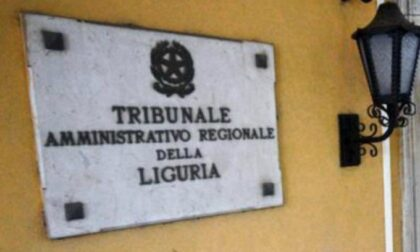 TRIBUNALE
AMMINISTRATIVO REGIONALE
DELLA
LIGURIA